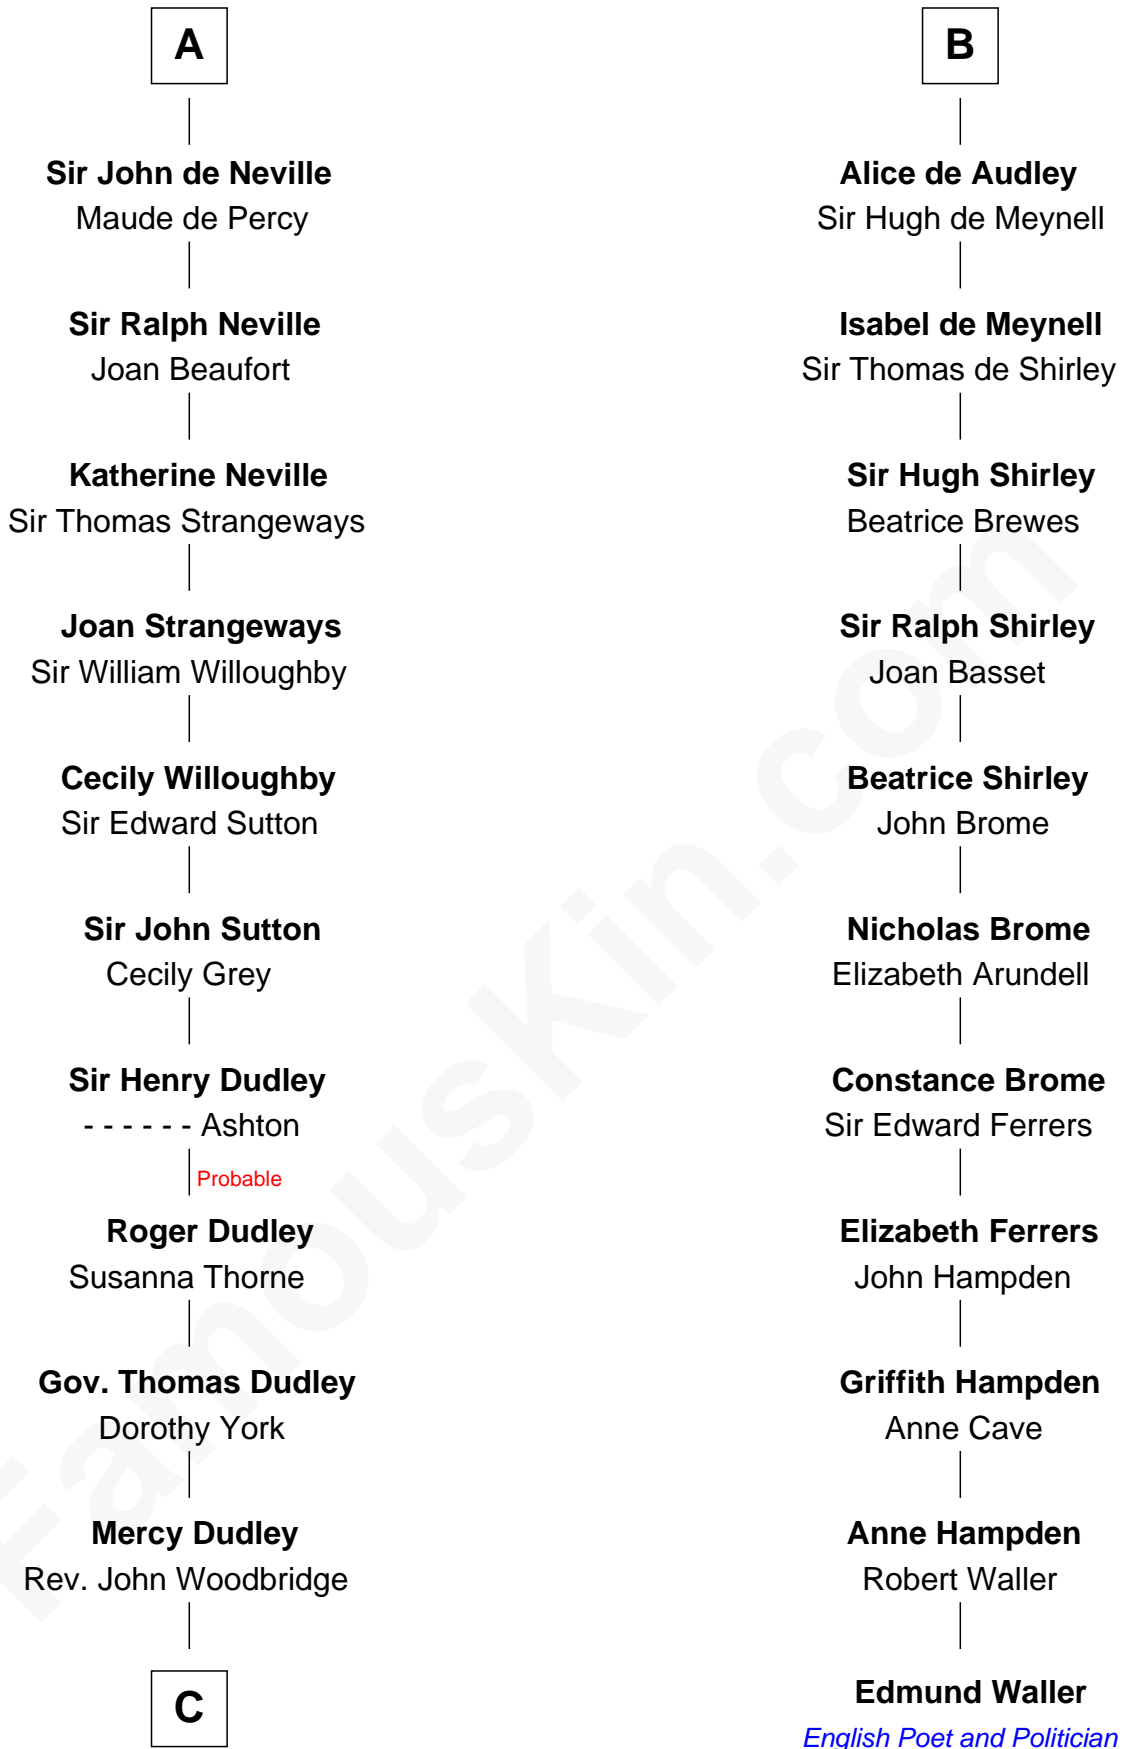 A
Sir John de Neville
Maude de Percy
Sir Ralph Neville
Joan Beaufort
Katherine Neville
Sir Thomas Strangeways
Joan Strangeways
Sir William Willoughby
Cecily Willoughby
Sir Edward Sutton
Sir John Sutton
Cecily Grey
Sir Henry Dudley
- - - - - - Ashton
Probable
Roger Dudley
Susanna Thorne
Gov. Thomas Dudley
Dorothy York
Mercy Dudley
Rev. John Woodbridge
C
B
Alice de Audley
Sir Hugh de Meynell
Isabel de Meynell
Sir Thomas de Shirley
Sir Hugh Shirley
Beatrice Brewes
Sir Ralph Shirley
Joan Basset
Beatrice Shirley
John Brome
Nicholas Brome
Elizabeth Arundell
Constance Brome
Sir Edward Ferrers
Elizabeth Ferrers
John Hampden
Griffith Hampden
Anne Cave
Anne Hampden
Robert Waller
Edmund Waller
English Poet and Politician
FamousKin.com